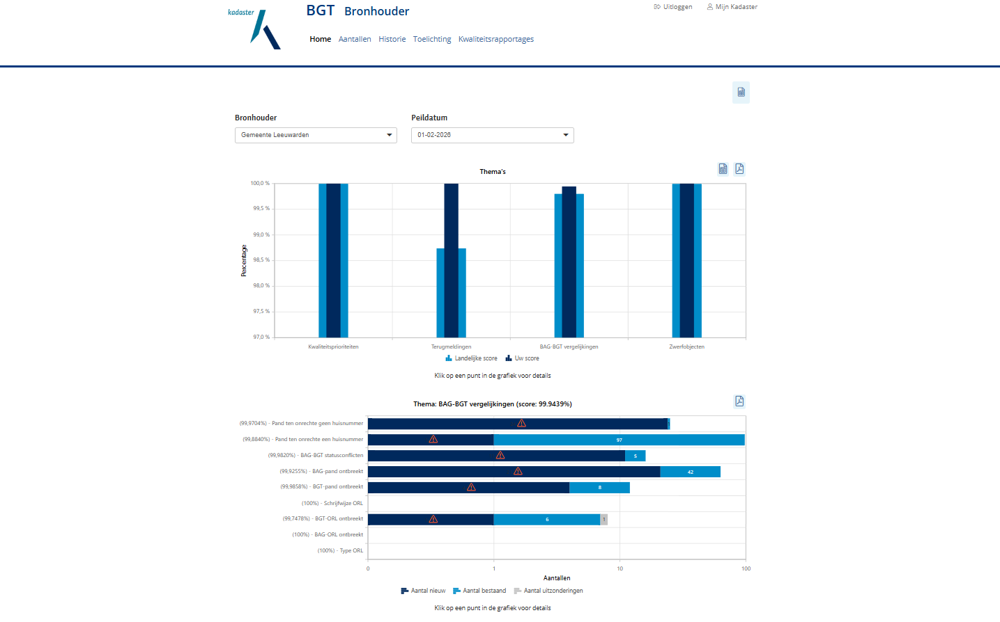 kadaster
BGT Bronhouder
Uitloggen Mijn Kadaster
Home Aantallen Historie Toelichting Kwaliteitsrapportages
Bronhouder Peildatum
Gemeente Leeuwarden 01-02-2026
Thema's
100,0 %
99,5 %
99,0 %
98,5 %
98,0 %
97,5 %
97,0 %
Percentage
Kwaliteitsprioriteiten Terugmeldingen BAG-BGT vergelijkingen Zwerfobjecten
Landelijke score Uw score
Klik op een punt in de grafiek voor details
Thema: BAG-BGT vergelijkingen (score: 99.9439%)
(99,9704%) - Pand ten onrechte geen huisnummer
(99,8840%) - Pand ten onrechte een huisnummer 97
(99,9820%) - BAG-BGT statusconflicten 5
(99,9255%) - BAG-pand ontbreekt 42
(99,9858%) - BGT-pand ontbreekt 8
(100%) - Schrijfwijze ORL
(99,7478%) - BGT-ORL ontbreekt 6 1
(100%) - BAG-ORL ontbreekt
(100%) - Type ORL
0 1 10 100
Aantallen
Aantal nieuw Aantal bestaand Aantal uitzonderingen
Klik op een punt in de grafiek voor details